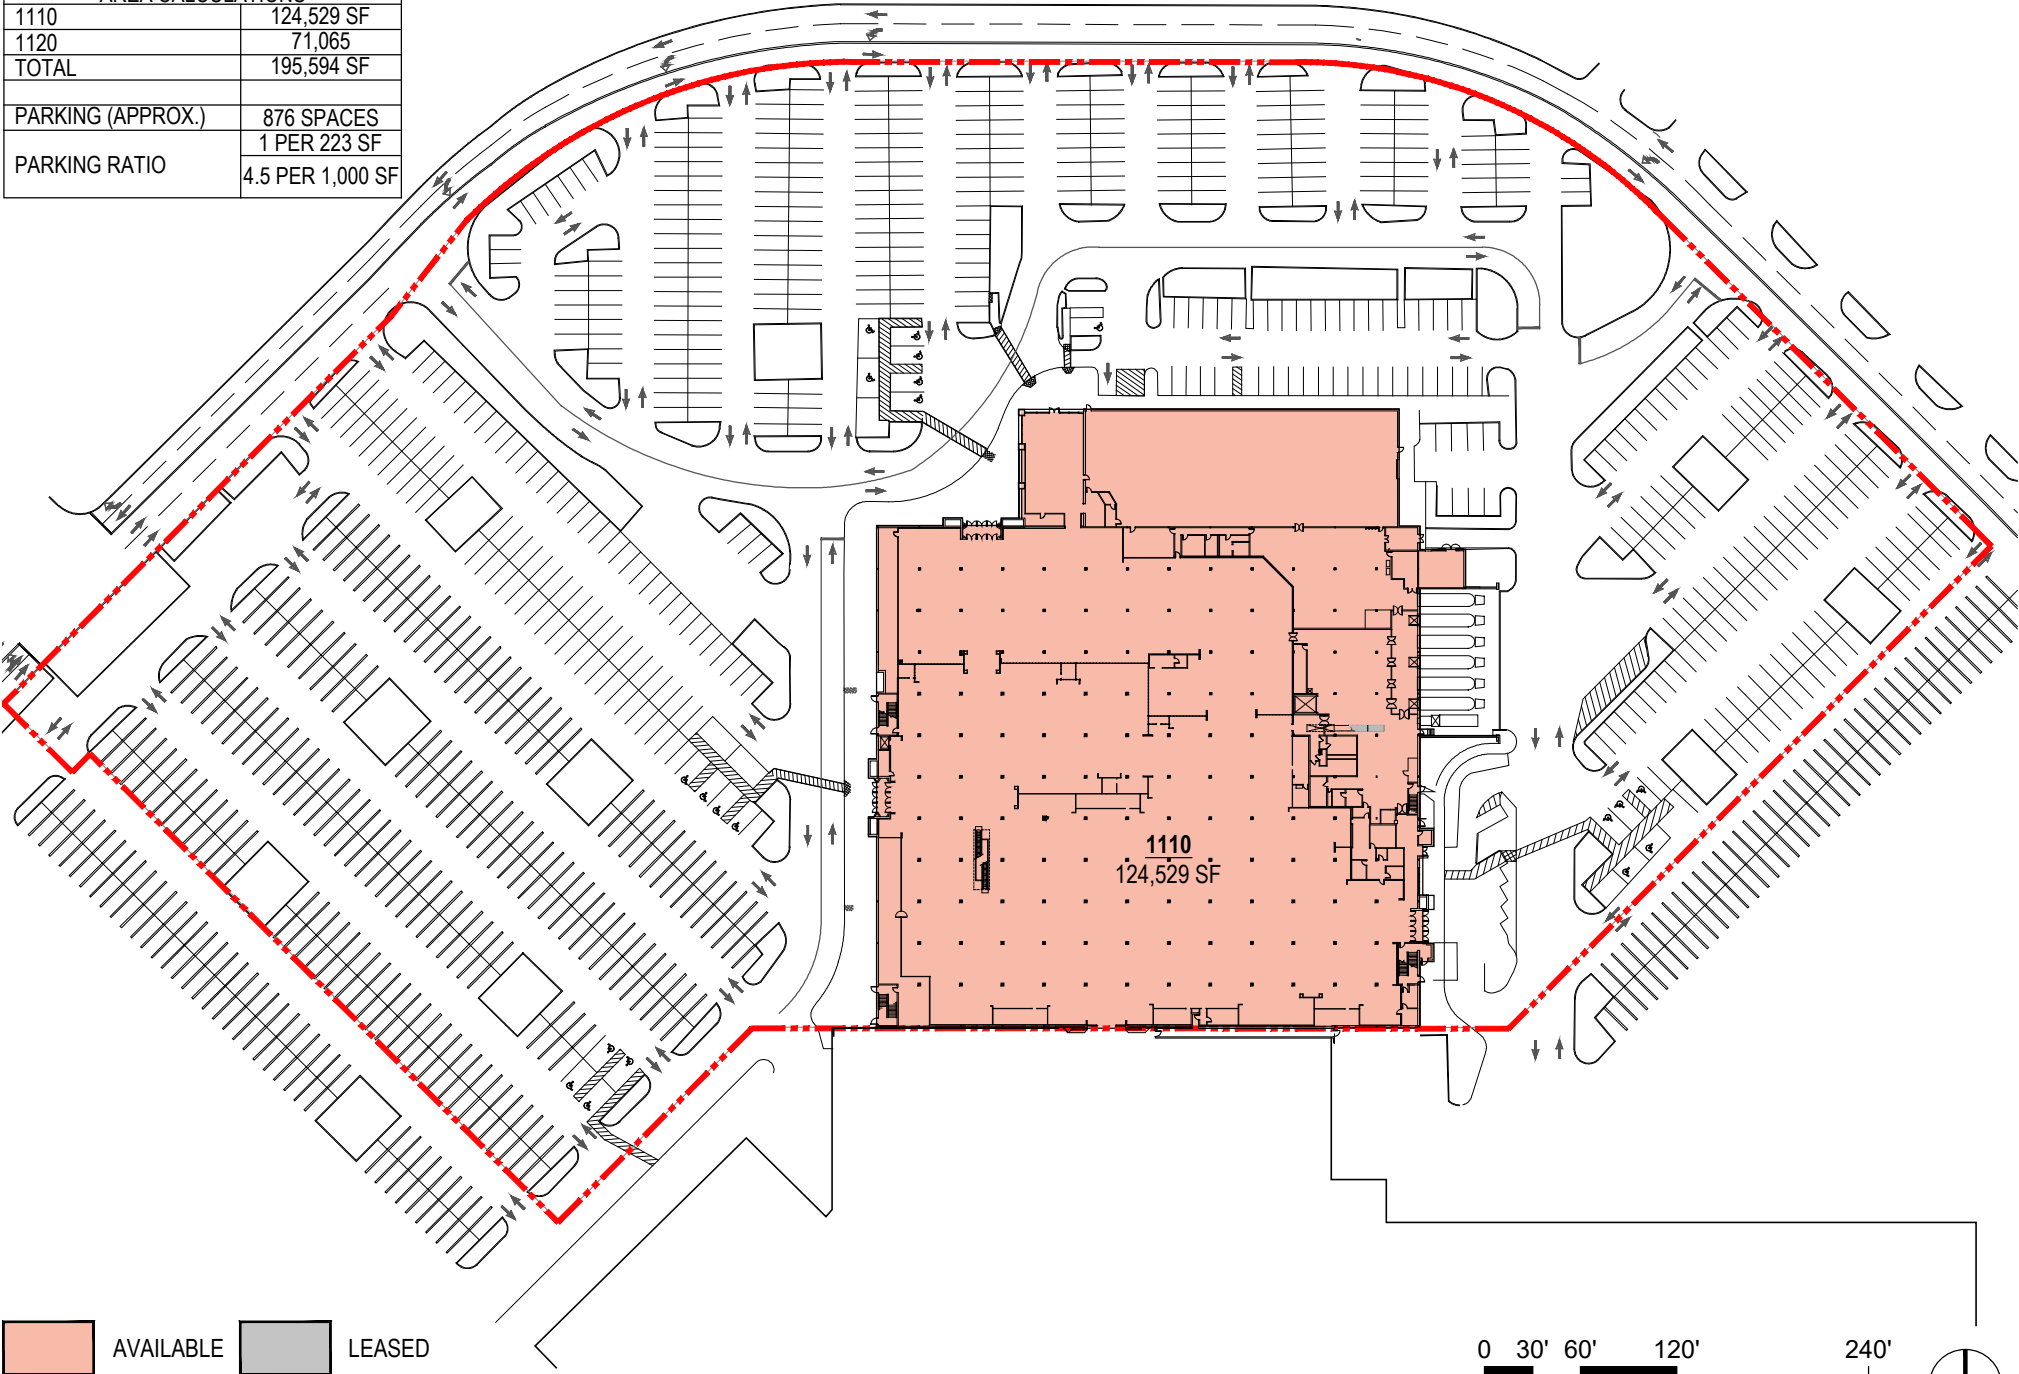 AREA CALCULATIONS
1110 124,529 SF
1120 71,065
TOTAL 195,594 SF
PARKING (APPROX.) 876 SPACES
PARKING RATIO 1 PER 223 SF
4.5 PER 1,000 SF
1110
124,529 SF
AVAILABLE LEASED
0 30' 60' 120' 240'